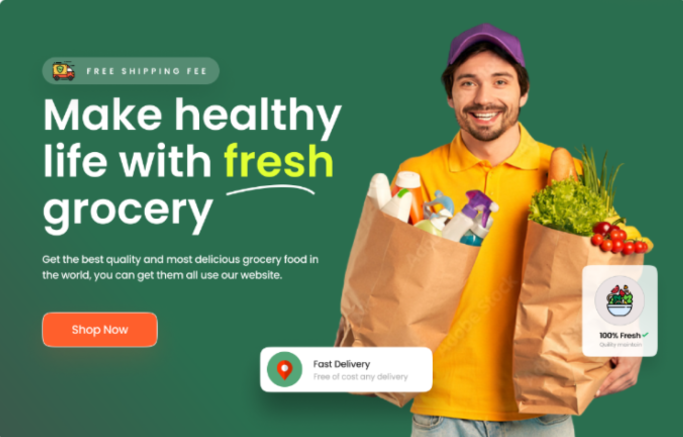 FREE SHIPPING FEE
Make healthy
life with fresh
grocery
Get the best quality and most delicious grocery food in
the world, you can get them all use our website.
Shop Now
Fast Delivery
Free of cost any delivery
100% Fresh
Quility